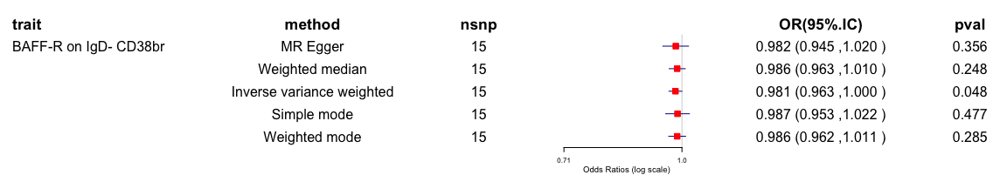 trait method nsnp OR(95%.IC) pval
BAFF-R on IgD- CD38br MR Egger 15 0.982 (0.945 ,1.020 ) 0.356
Weighted median 15 0.986 (0.963 ,1.010 ) 0.248
Inverse variance weighted 15 0.981 (0.963 ,1.000 ) 0.048
Simple mode 15 0.987 (0.953 ,1.022 ) 0.477
Weighted mode 15 0.986 (0.962 ,1.011 ) 0.285
0.71 1.0
Odds Ratios (log scale)